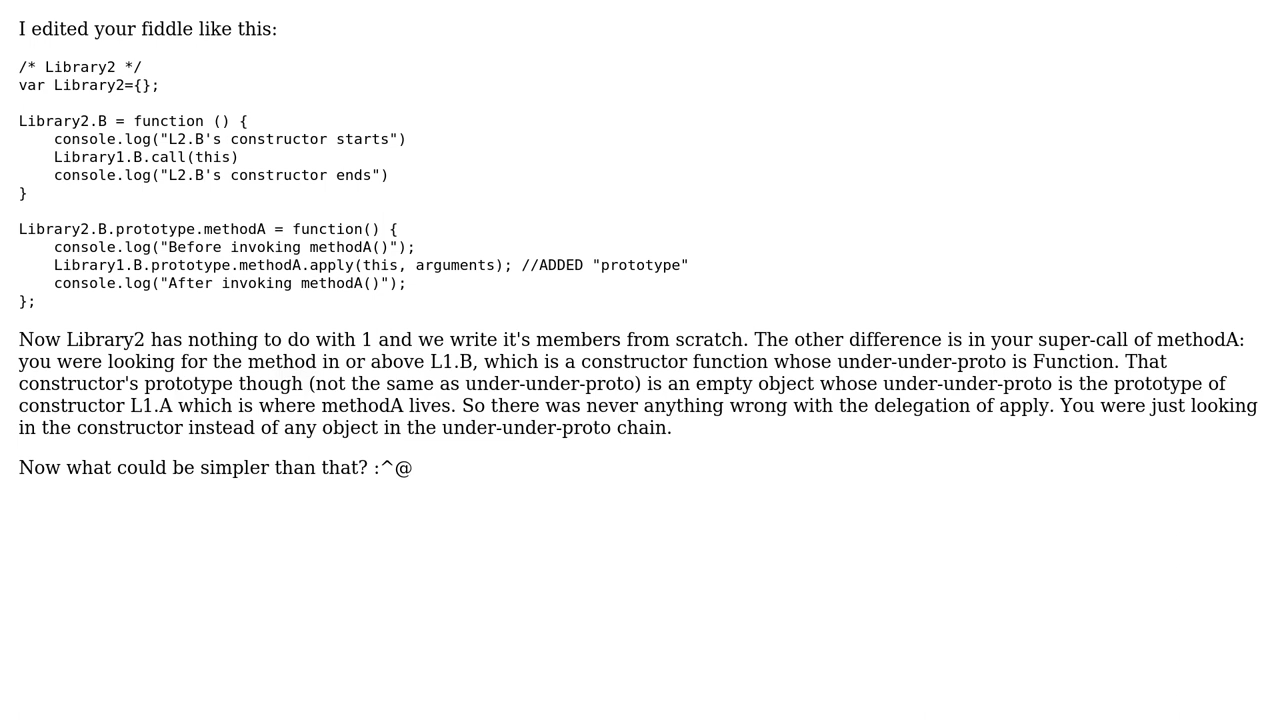 I edited your fiddle like this:
/* Library2 */
var Library2={};
Library2.B = function () {
    console.log("L2.B's constructor starts")
    Library1.B.call(this)
    console.log("L2.B's constructor ends")
}
Library2.B.prototype.methodA = function() {
    console.log("Before invoking methodA()");
    Library1.B.prototype.methodA.apply(this, arguments); //ADDED "prototype"
    console.log("After invoking methodA()");
};
Now Library2 has nothing to do with 1 and we write it's members from scratch. The other difference is in your super-call of methodA:
you were looking for the method in or above L1.B, which is a constructor function whose under-under-proto is Function. That
constructor's prototype though (not the same as under-under-proto) is an empty object whose under-under-proto is the prototype of
constructor L1.A which is where methodA lives. So there was never anything wrong with the delegation of apply. You were just looking
in the constructor instead of any object in the under-under-proto chain.
Now what could be simpler than that? :^@